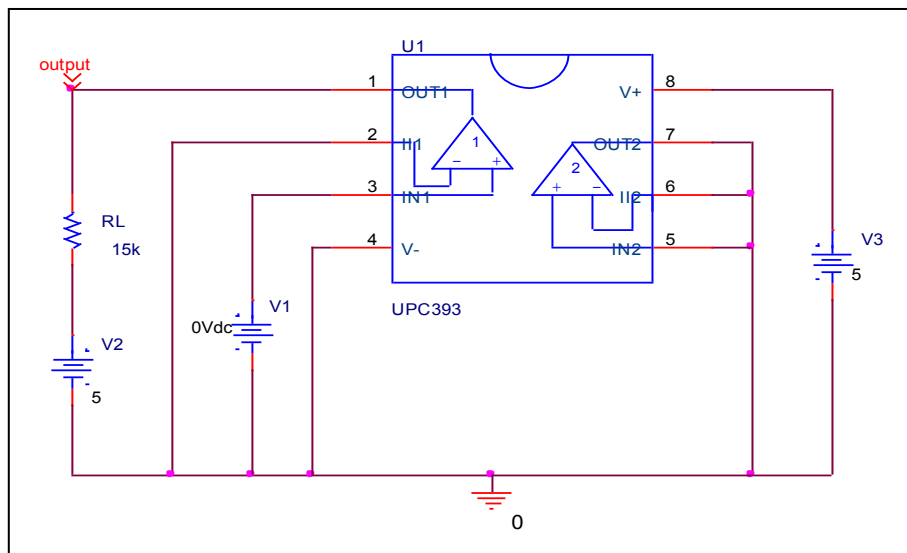 U1
output
1
OUT1
V+
8
2
II1
1
OUT2
7
2
− +
+ −
3
IN1
II2
6
RL
15k
4
V-
IN2
5
V3
5
V1
0Vdc
UPC393
V2
5
0